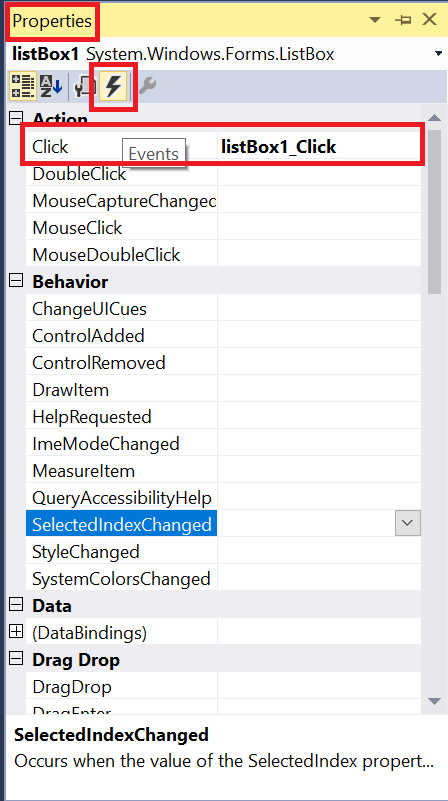 Properties
listBox1 System.Windows.Forms.ListBox
Action
Click listBox1_Click
Events
DoubleClick
MouseCaptureChanged
MouseClick
MouseDoubleClick
Behavior
ChangeUICues
ControlAdded
ControlRemoved
DrawItem
HelpRequested
ImeModeChanged
MeasureItem
QueryAccessibilityHelp
SelectedIndexChanged
StyleChanged
SystemColorsChanged
Data
(DataBindings)
Drag Drop
DragDrop
DragEnter
SelectedIndexChanged
Occurs when the value of the SelectedIndex propert...